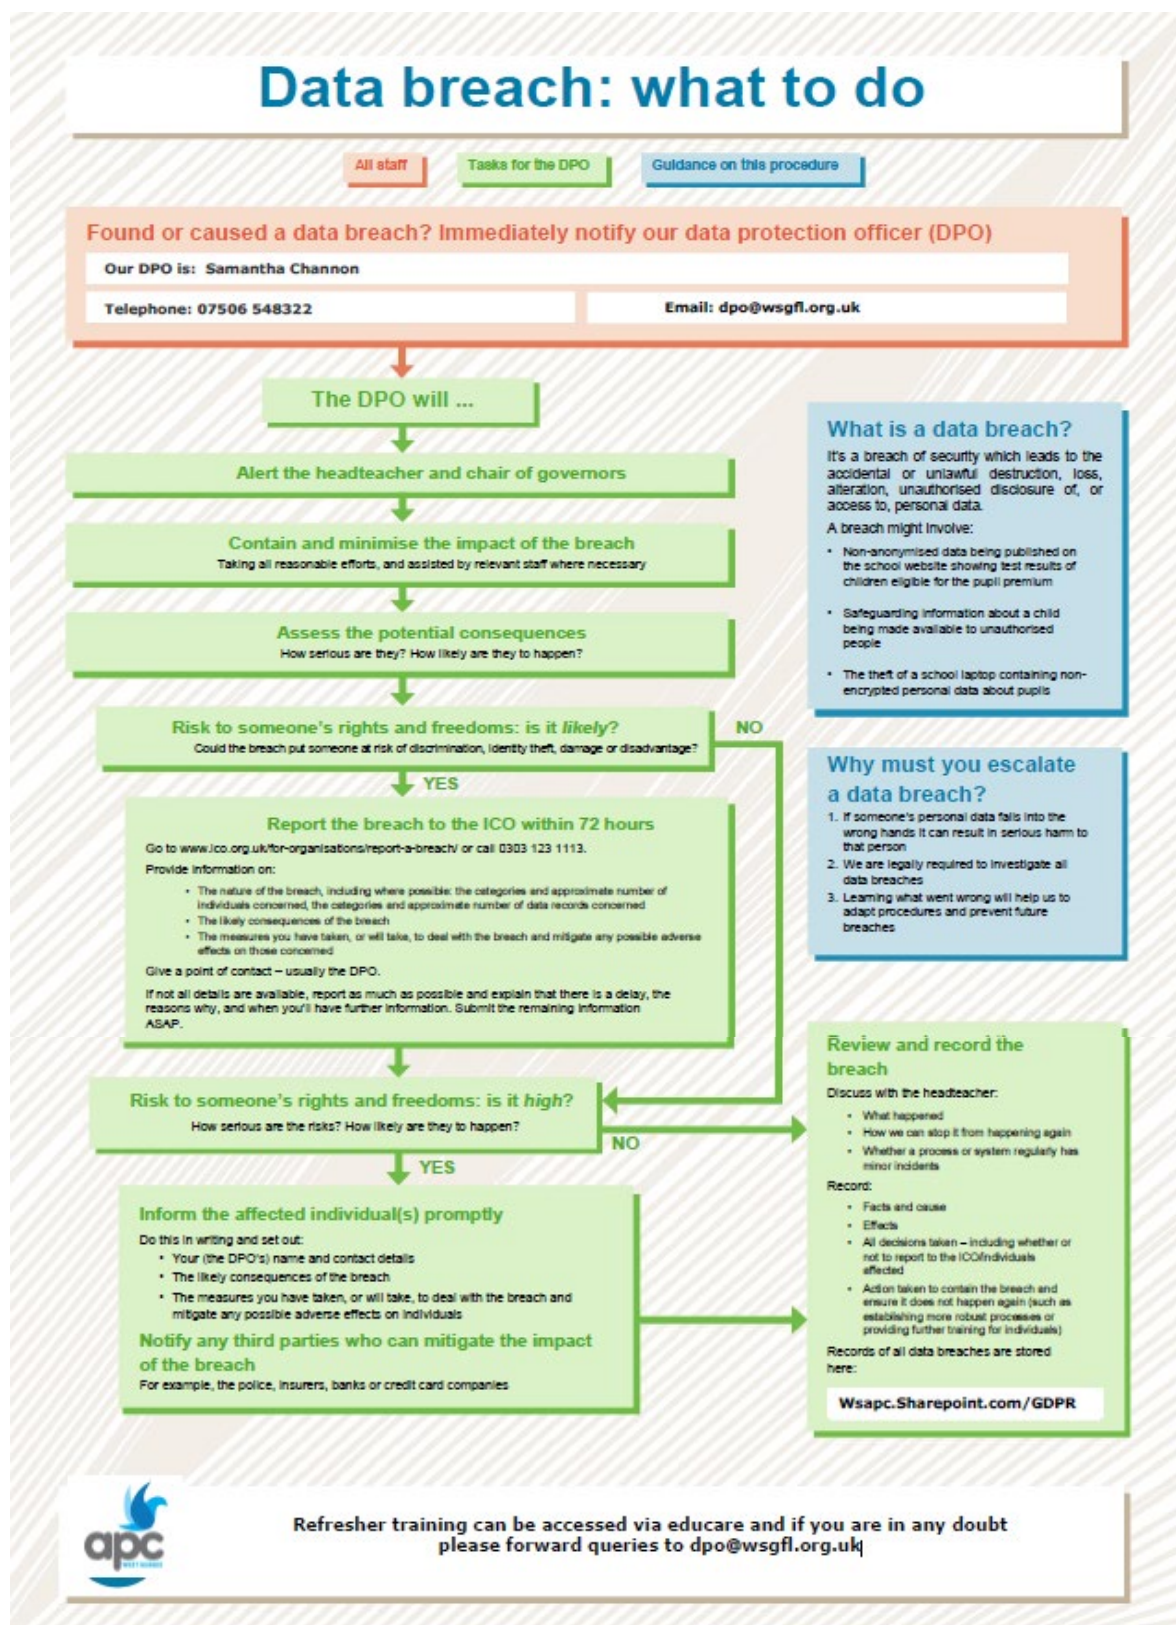 Data breach: what to do
All staff
Tasks for the DPO
Guidance on this procedure
Found or caused a data breach? Immediately notify our data protection officer (DPO)
Our DPO is: Samantha Channon
Telephone: 07506 548322
Email: dpo@wsgfl.org.uk
The DPO will ...
Alert the headteacher and chair of governors
Contain and minimise the impact of the breach
Taking all reasonable efforts, and assisted by relevant staff where necessary
Assess the potential consequences
How serious are they? How likely are they to happen?
Risk to someone's rights and freedoms: is it likely?
Could the breach put someone at risk of discrimination, identity theft, damage or disadvantage?
NO
YES
Report the breach to the ICO within 72 hours
Go to www.ico.org.uk/for-organisations/report-a-breach/ or call 0303 123 1113.
Provide information on:
• The nature of the breach, including where possible: the categories and approximate number of
individuals concerned, the categories and approximate number of data records concerned
• The likely consequences of the breach
• The measures you have taken, or will take, to deal with the breach and mitigate any possible adverse
effects on those concerned
Give a point of contact – usually the DPO.
If not all details are available, report as much as possible and explain that there is a delay, the
reasons why, and when you'll have further information. Submit the remaining information
ASAP.
Risk to someone's rights and freedoms: is it high?
How serious are the risks? How likely are they to happen?
NO
YES
Inform the affected individual(s) promptly
Do this in writing and set out:
• Your (the DPO's) name and contact details
• The likely consequences of the breach
• The measures you have taken, or will take, to deal with the breach and
mitigate any possible adverse effects on individuals
Notify any third parties who can mitigate the impact
of the breach
For example, the police, insurers, banks or credit card companies
What is a data breach?
It's a breach of security which leads to the
accidental or unlawful destruction, loss,
alteration, unauthorised disclosure of, or
access to, personal data.
A breach might involve:
• Non-anonymised data being published on
the school website showing test results of
children eligible for the pupil premium
• Safeguarding information about a child
being made available to unauthorised
people
• The theft of a school laptop containing non-
encrypted personal data about pupils
Why must you escalate
a data breach?
1. If someone's personal data falls into the
wrong hands it can result in serious harm to
that person
2. We are legally required to investigate all
data breaches
3. Learning what went wrong will help us to
adapt procedures and prevent future
breaches
Review and record the
breach
Discuss with the headteacher:
• What happened
• How we can stop it from happening again
• Whether a process or system regularly has
minor incidents
Record:
• Facts and cause
• Effects
• All decisions taken – including whether or
not to report to the ICO/individuals
affected
• Action taken to contain the breach and
ensure it does not happen again (such as
establishing more robust processes or
providing further training for individuals)
Records of all data breaches are stored
here:
Wsapc.Sharepoint.com/GDPR
apc
WEST SUSSEX
Refresher training can be accessed via educare and if you are in any doubt
please forward queries to dpo@wsgfl.org.uk